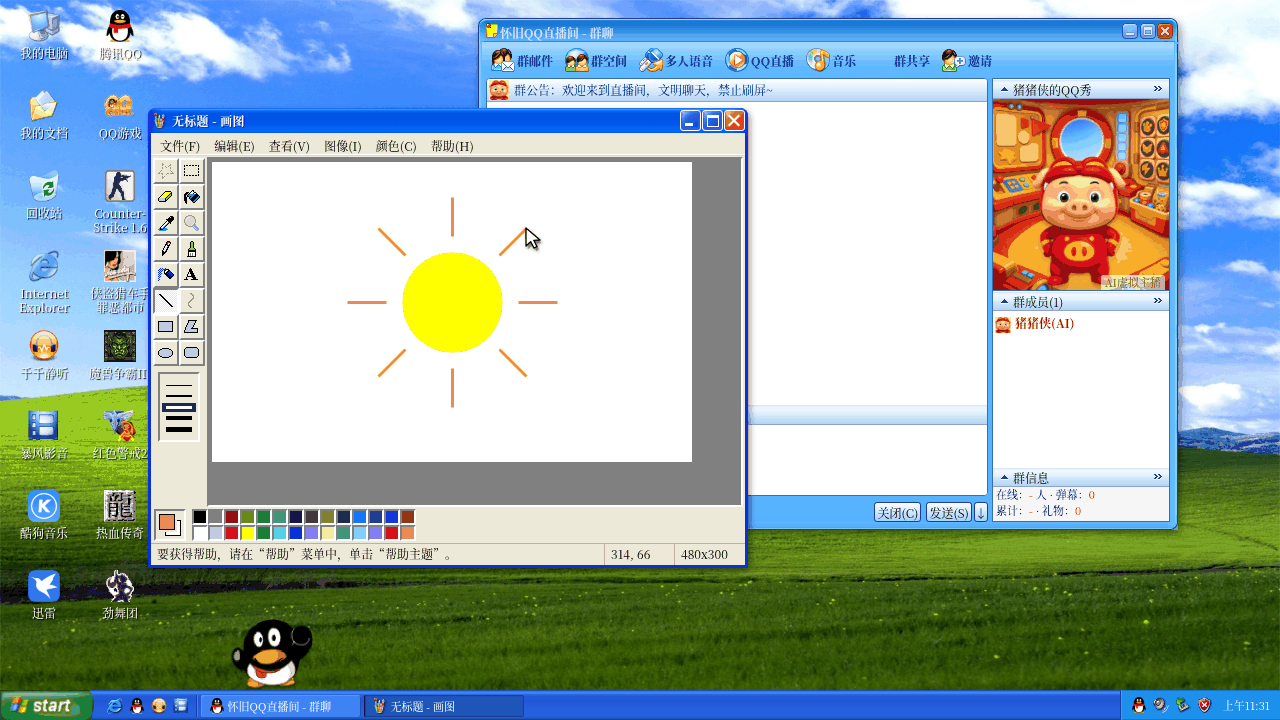 我的电脑
腾讯QQ
我的文档
QQ游戏
回收站
Counter-
Strike 1.6
Internet
Explorer
侠盗猎车手
罪恶都市
千千静听
魔兽争霸II
暴风影音
红色警戒2
酷狗音乐
热血传奇
迅雷
劲舞团
怀旧QQ直播间 - 群聊
群邮件 群空间 多人语音 QQ直播 音乐 群共享 邀请
群公告：欢迎来到直播间，文明聊天，禁止刷屏~
猪猪侠的QQ秀
AI虚拟主播
群成员(1)
猪猪侠(AI)
群信息
在线：- 人 · 弹幕：0
累计：- · 礼物：0
关闭(C) 发送(S) ↓
无标题 - 画图
文件(F) 编辑(E) 查看(V) 图像(I) 颜色(C) 帮助(H)
A
要获得帮助，请在“帮助”菜单中，单击“帮助主题”。 314, 66 480x300
start
怀旧QQ直播间 - 群聊
无标题 - 画图
上午11:31